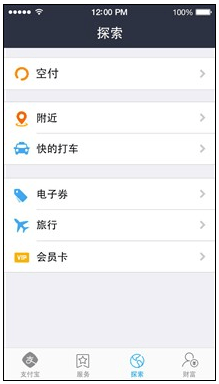 12:00 PM 100%
探索
空付
附近
快的打车
电子券
旅行
VIP 会员卡
支 支付宝 服务 探索 财富